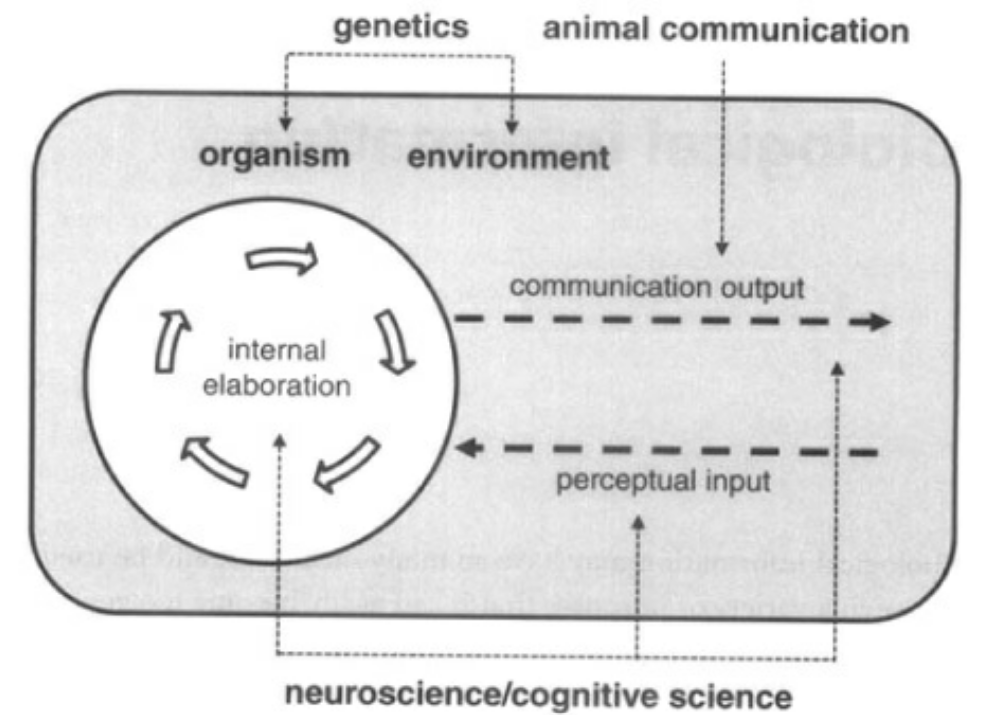 genetics
animal communication
organism
environment
communication output
internal
elaboration
perceptual input
neuroscience/cognitive science